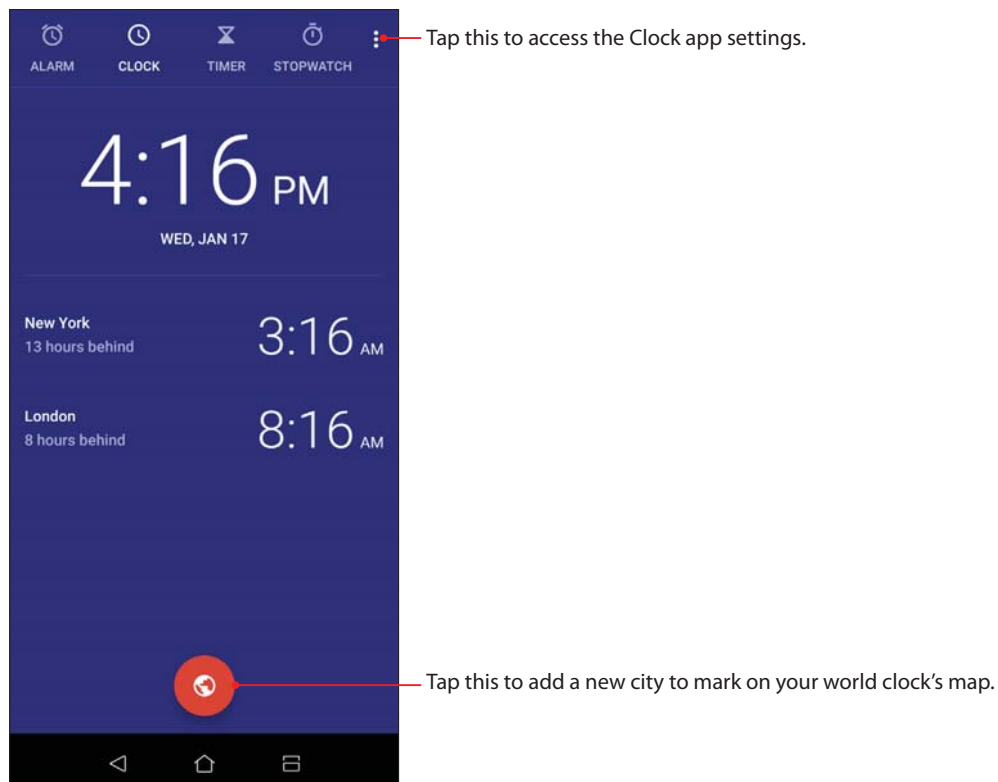 ALARM CLOCK TIMER STOPWATCH
Tap this to access the Clock app settings.
4:16 PM
WED, JAN 17
New York
13 hours behind
3:16 AM
London
8 hours behind
8:16 AM
Tap this to add a new city to mark on your world clock’s map.